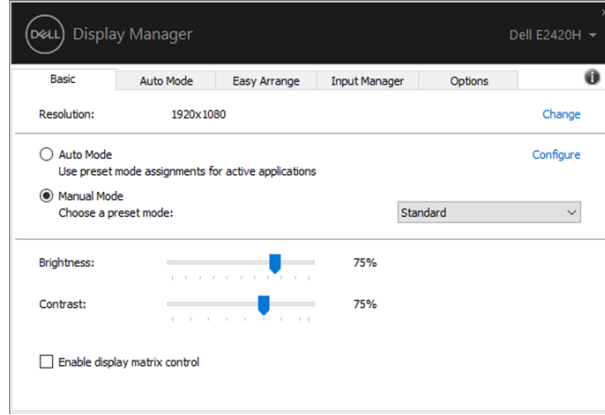 DELL Display Manager Dell E2420H
Basic Auto Mode Easy Arrange Input Manager Options
Resolution: 1920x1080 Change
Auto Mode Configure
Use preset mode assignments for active applications
Manual Mode
Choose a preset mode: Standard
Brightness: 75%
Contrast: 75%
Enable display matrix control